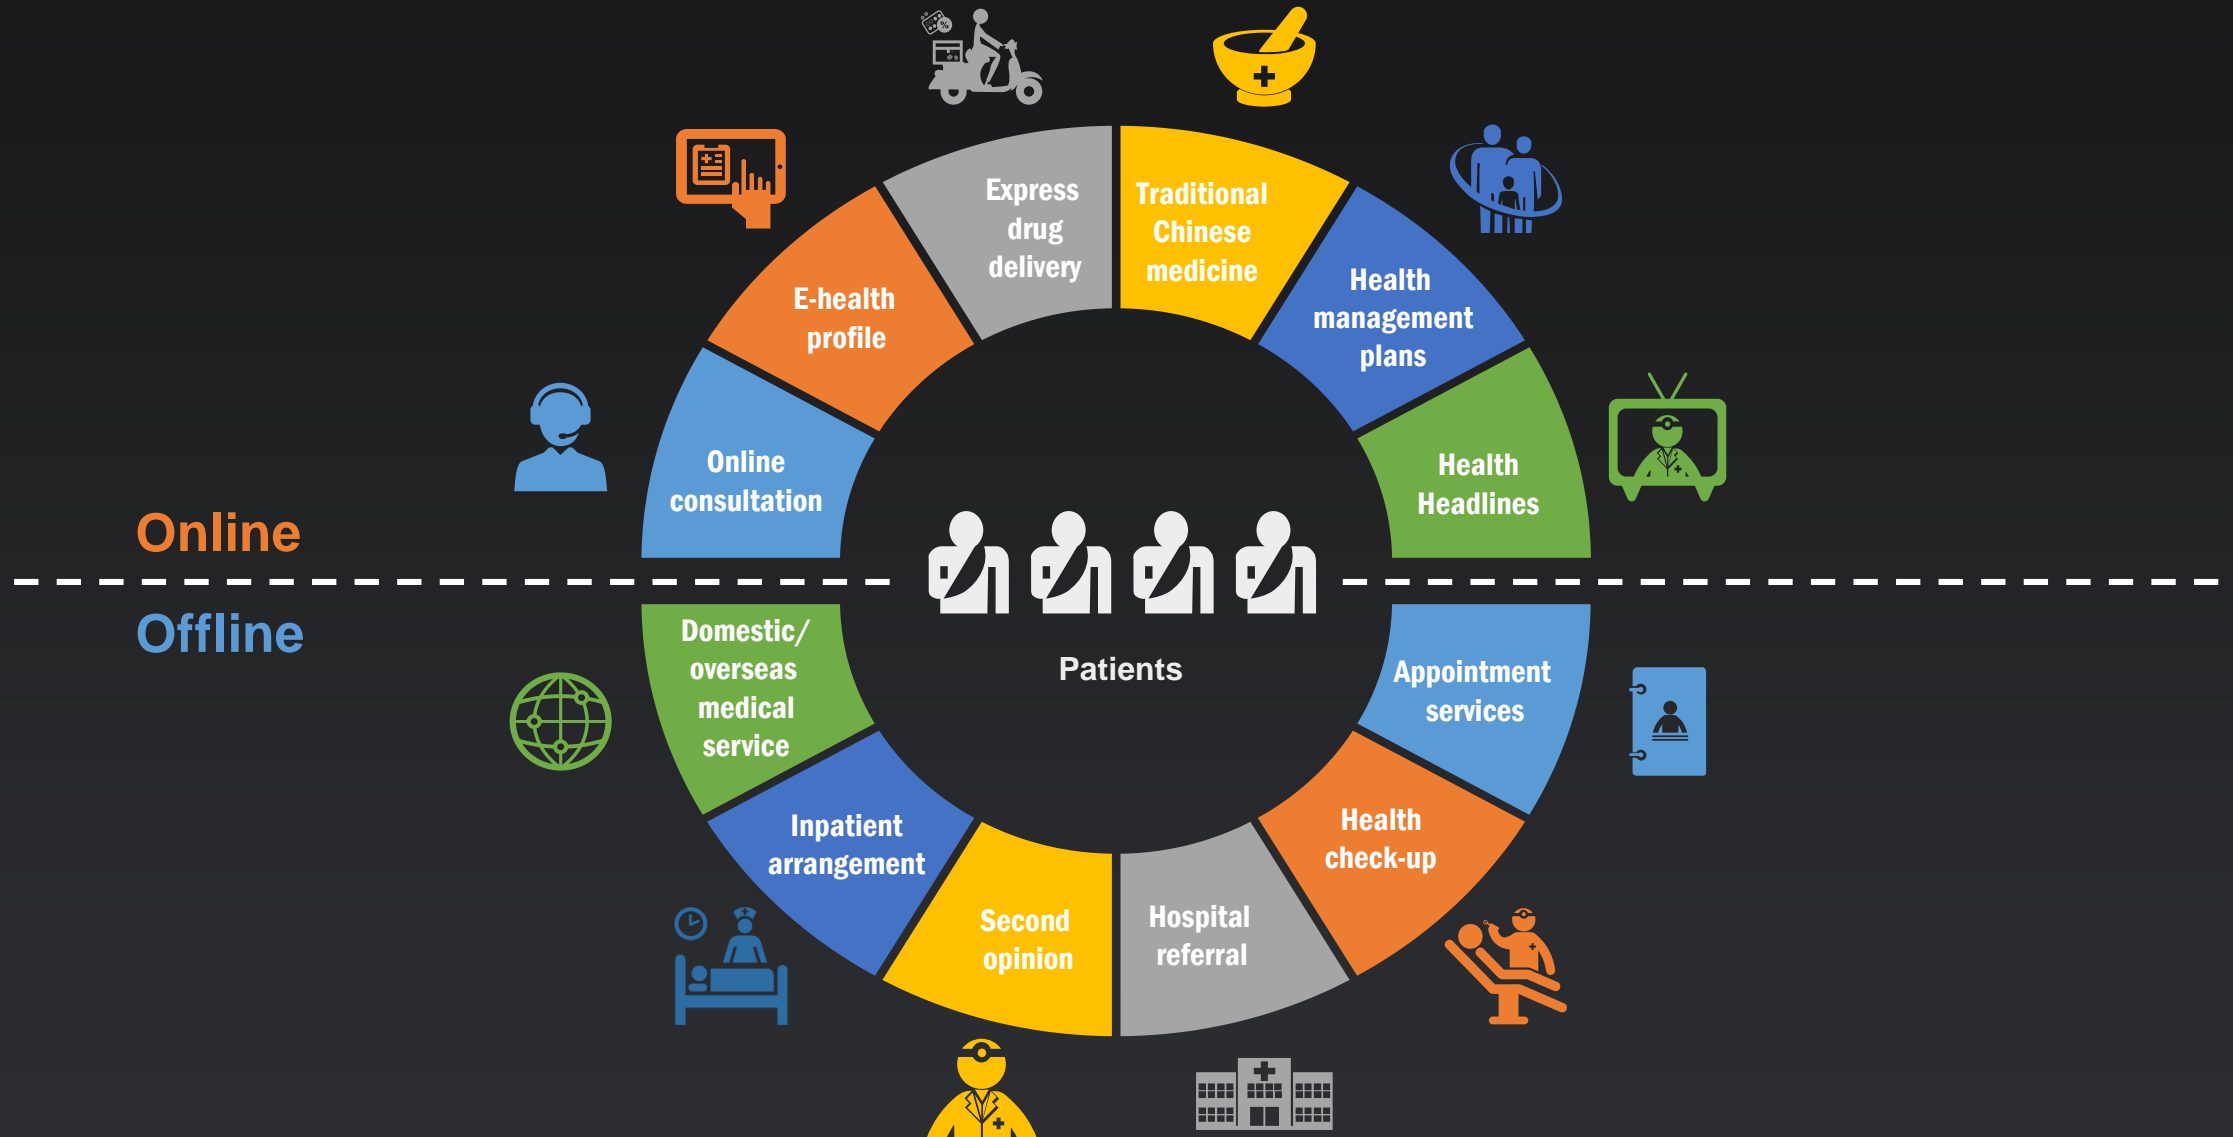 Express
drug
delivery
Traditional
Chinese
medicine
E-health
profile
Health
management
plans
Online
consultation
Health
Headlines
Online
Offline
Patients
Domestic/
overseas
medical
service
Appointment
services
Inpatient
arrangement
Health
check-up
Second
opinion
Hospital
referral
%